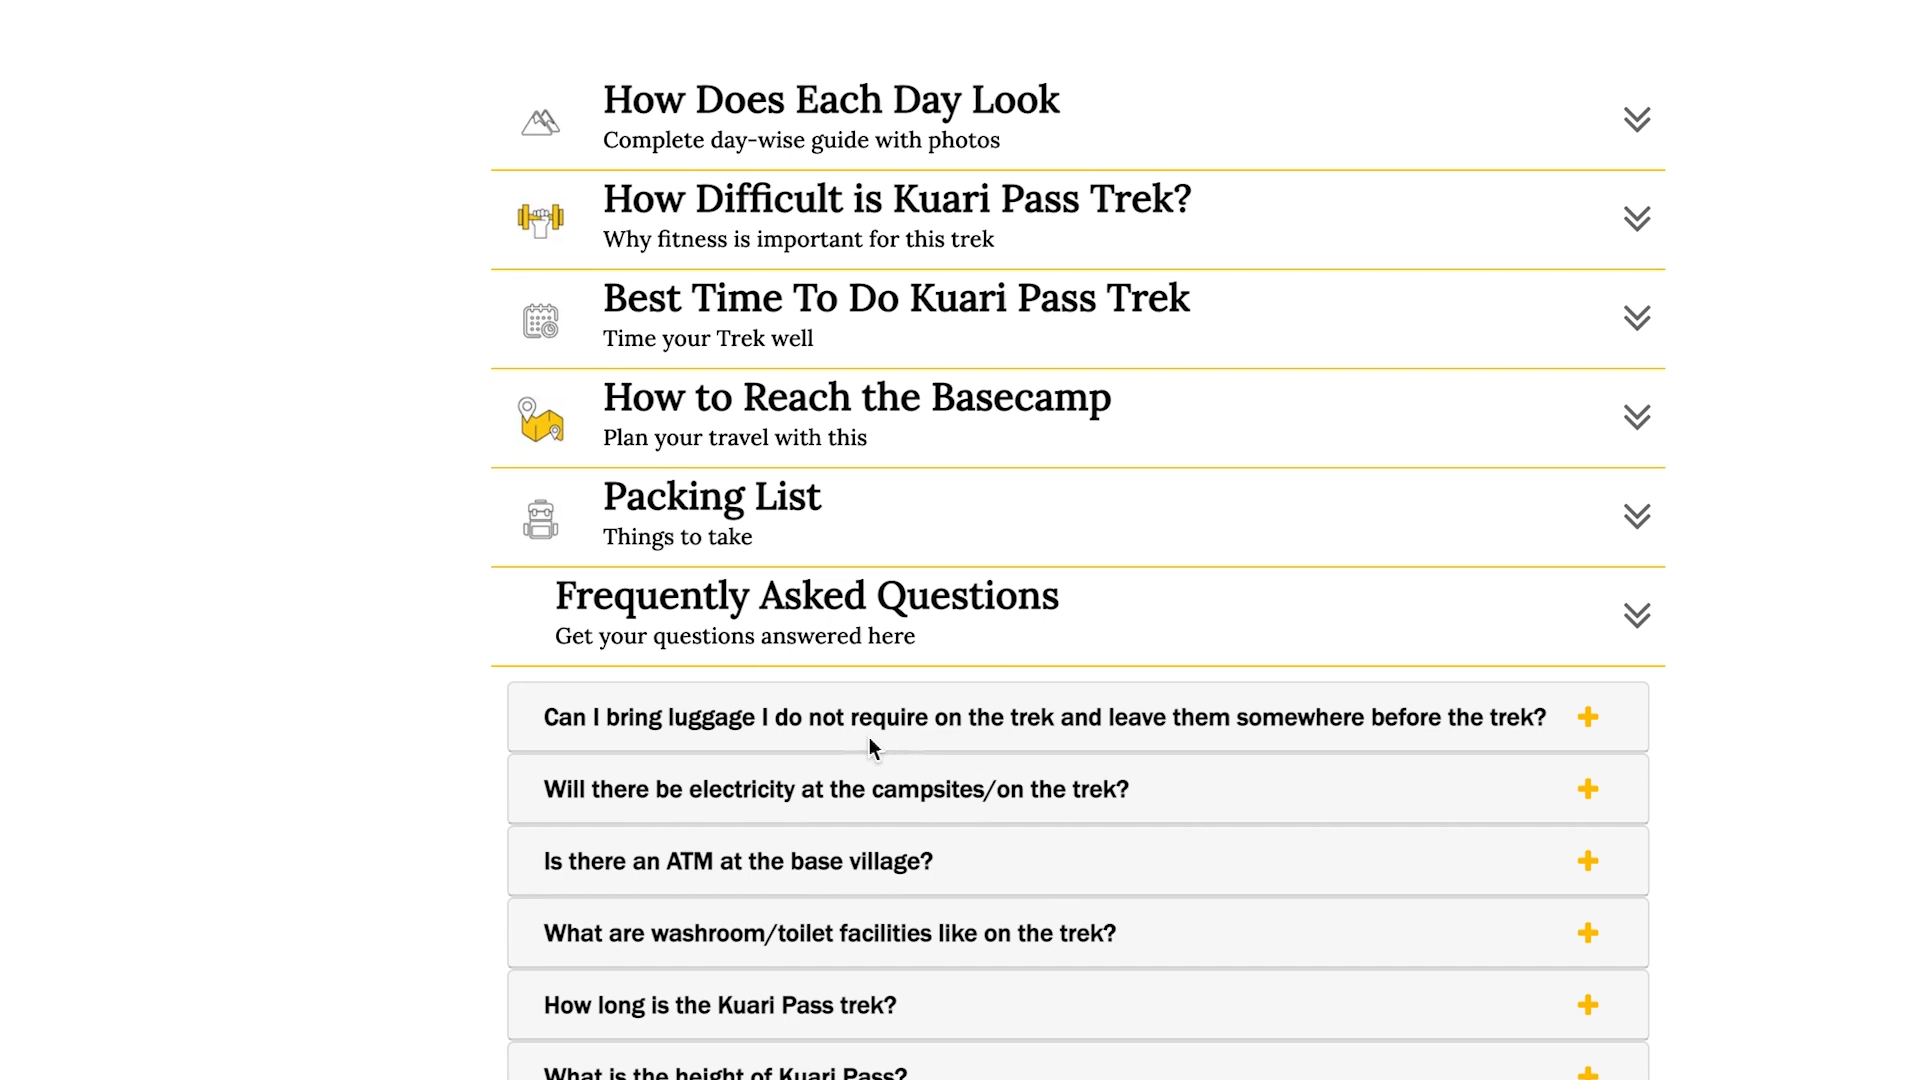 How Does Each Day Look
Complete day-wise guide with photos
How Difficult is Kuari Pass Trek?
Why fitness is important for this trek
Best Time To Do Kuari Pass Trek
Time your Trek well
How to Reach the Basecamp
Plan your travel with this
Packing List
Things to take
Frequently Asked Questions
Get your questions answered here
Can I bring luggage I do not require on the trek and leave them somewhere before the trek?
Will there be electricity at the campsites/on the trek?
Is there an ATM at the base village?
What are washroom/toilet facilities like on the trek?
How long is the Kuari Pass trek?
What is the height of Kuari Pass?